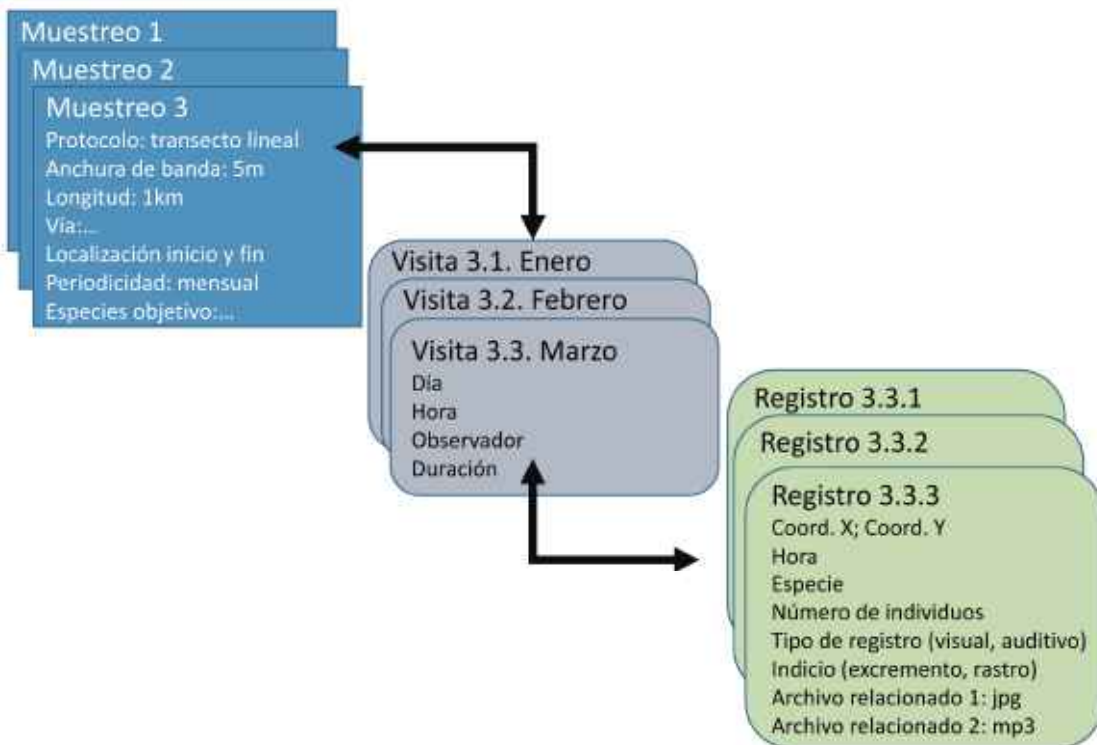 Muestreo 1
Muestreo 2
Muestreo 3
Protocolo: transecto lineal
Anchura de banda: 5m
Longitud: 1km
Vía:...
Localización inicio y fin
Periodicidad: mensual
Especies objetivo:...
Visita 3.1. Enero
Visita 3.2. Febrero
Visita 3.3. Marzo
Día
Hora
Observador
Duración
Registro 3.3.1
Registro 3.3.2
Registro 3.3.3
Coord. X; Coord. Y
Hora
Especie
Número de individuos
Tipo de registro (visual, auditivo)
Indicio (excremento, rastro)
Archivo relacionado 1: jpg
Archivo relacionado 2: mp3